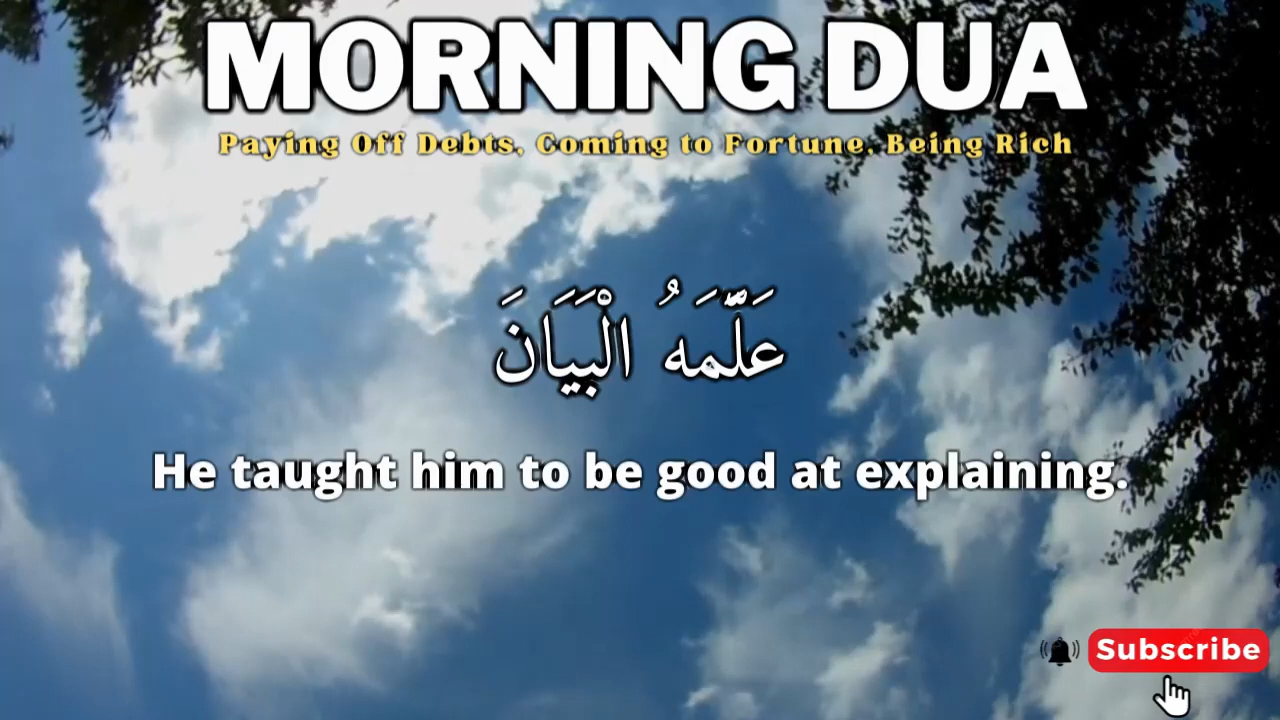 MORNING DUA
Paying Off Debts, Coming to Fortune, Being Rich
عَلَّمَهُ الْبَيَانَ
He taught him to be good at explaining.
Subscribe